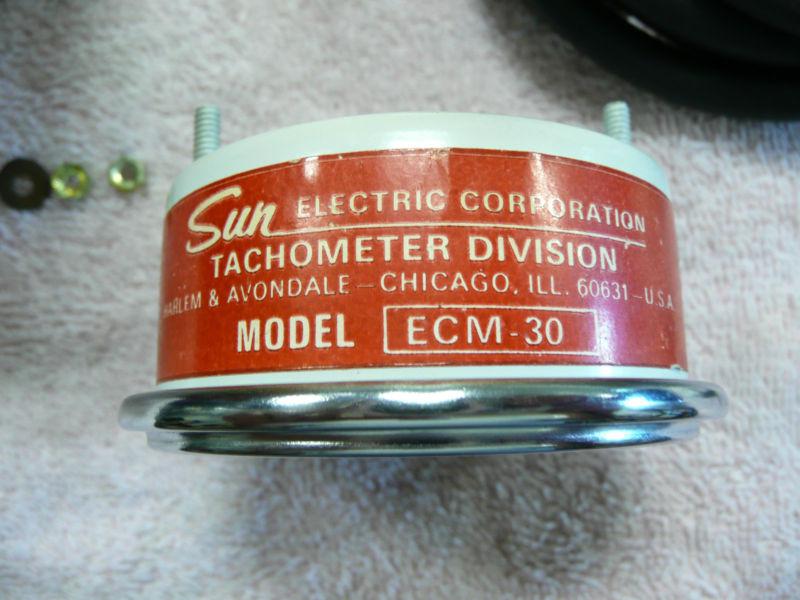 Sun ELECTRIC CORPORATION
TACHOMETER DIVISION
HARLEM & AVONDALE - CHICAGO, ILL. 60631 - U.S.A.
MODEL ECM-30